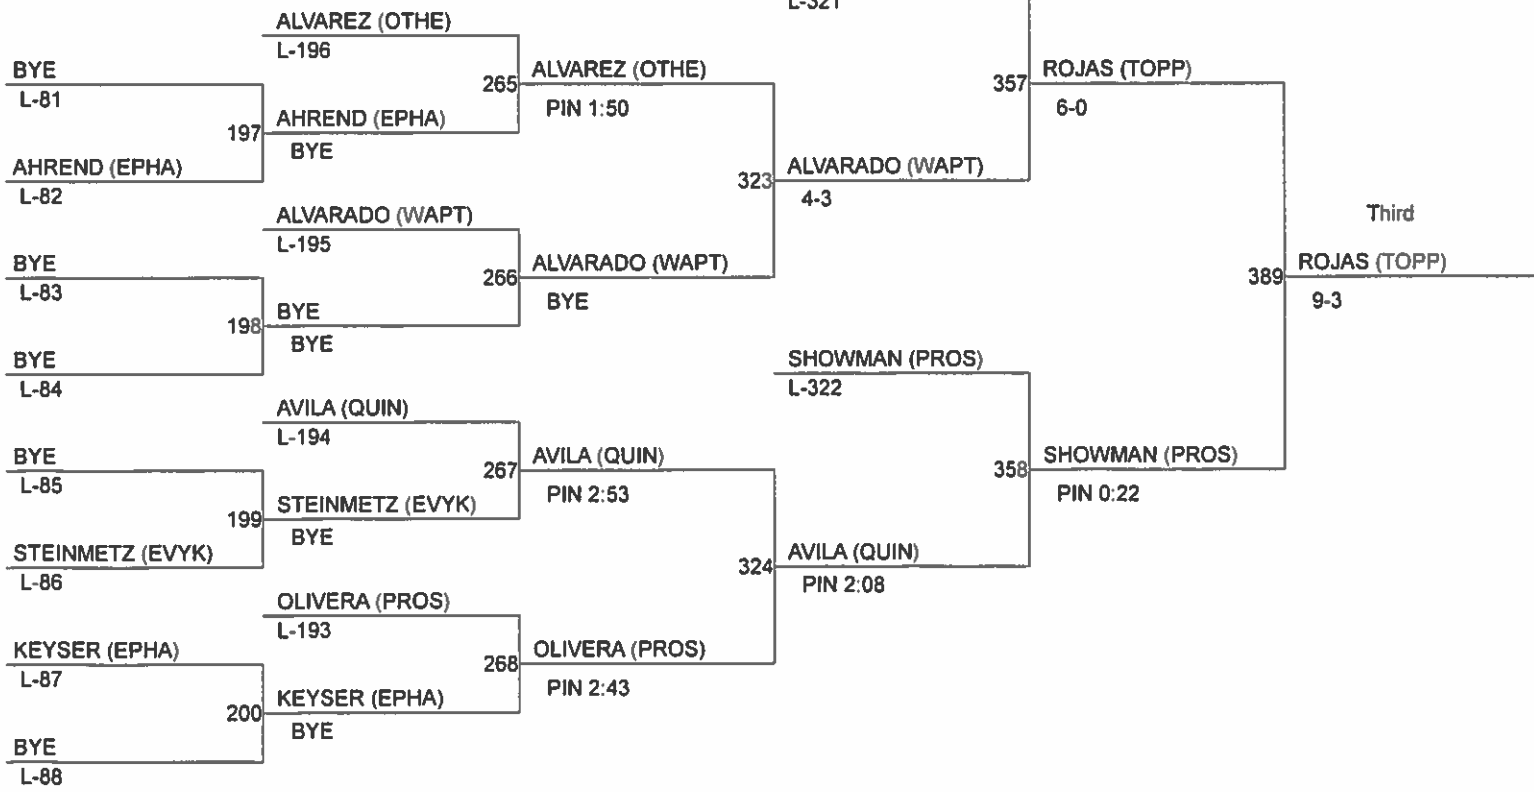 L-321
ALVAREZ (OTHE)
L-196
BYE
L-81
265
ALVAREZ (OTHE)
PIN 1:50
357
ROJAS (TOPP)
6-0
197
AHREND (EPHA)
BYE
AHREND (EPHA)
L-82
323
ALVARADO (WAPT)
4-3
ALVARADO (WAPT)
L-195
Third
BYE
L-83
266
ALVARADO (WAPT)
BYE
389
ROJAS (TOPP)
9-3
198
BYE
BYE
BYE
L-84
SHOWMAN (PROS)
L-322
AVILA (QUIN)
L-194
BYE
L-85
267
AVILA (QUIN)
PIN 2:53
358
SHOWMAN (PROS)
PIN 0:22
199
STEINMETZ (EVYK)
BYE
STEINMETZ (EVYK)
L-86
324
AVILA (QUIN)
PIN 2:08
OLIVERA (PROS)
L-193
KEYSER (EPHA)
L-87
268
OLIVERA (PROS)
PIN 2:43
200
KEYSER (EPHA)
BYE
BYE
L-88